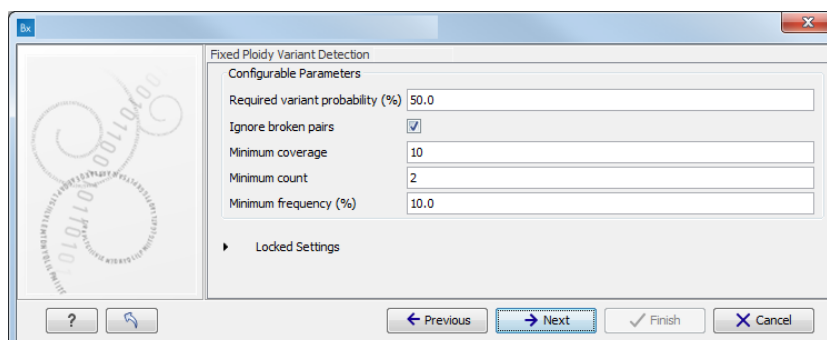 Bx
X
Fixed Ploidy Variant Detection
Configurable Parameters
Required variant probability (%) 50.0
Ignore broken pairs
Minimum coverage 10
Minimum count 2
Minimum frequency (%) 10.0
Locked Settings
? Previous Next Finish Cancel